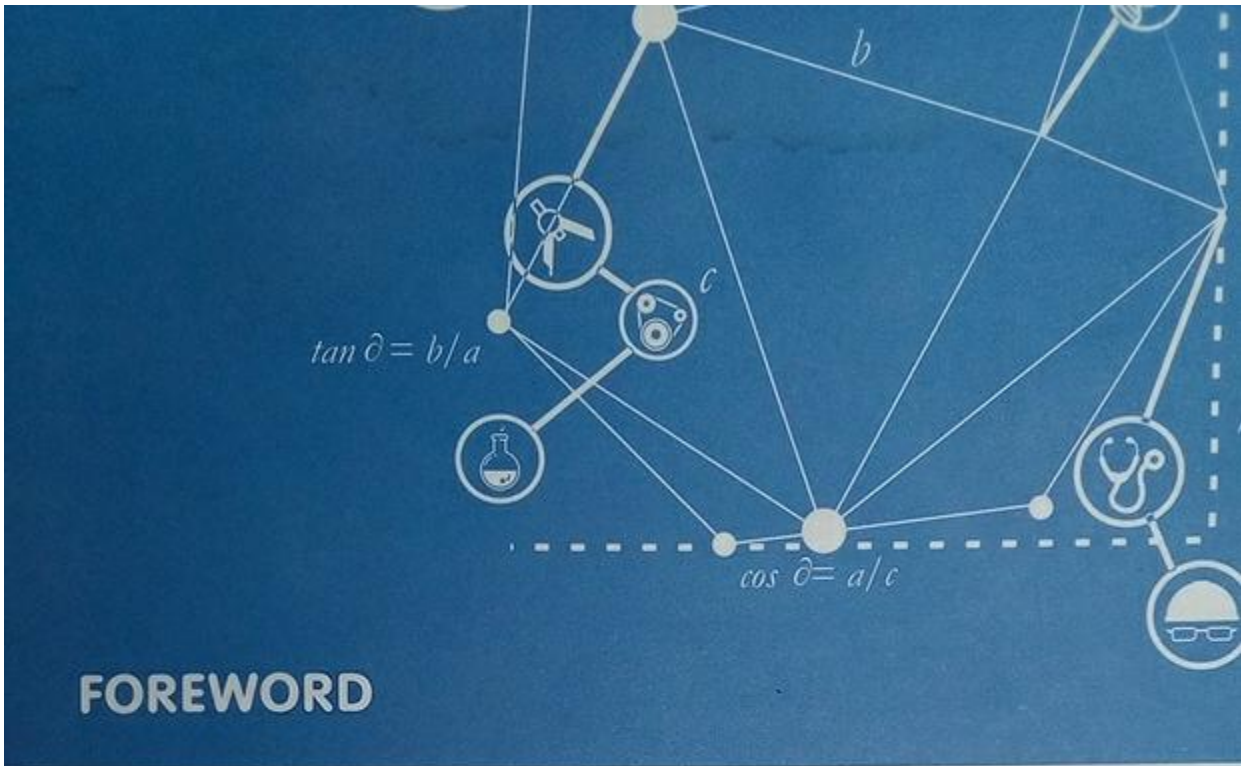 b
c
tan ∂ = b/a
cos ∂= a/c
FOREWORD